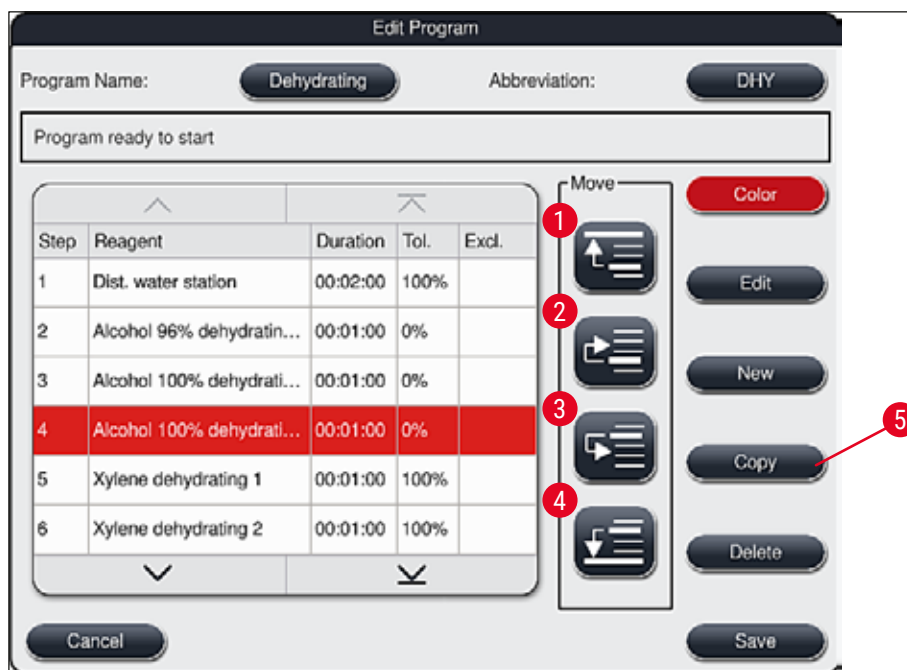 Edit Program
Program Name: Dehydrating Abbreviation: DHY
Program ready to start
Move
Color
1
Step Reagent Duration Tol. Excl.
1 Dist. water station 00:02:00 100%
Edit
2
2 Alcohol 96% dehydratin... 00:01:00 0%
3 Alcohol 100% dehydrati... 00:01:00 0%
New
3
4 Alcohol 100% dehydrati... 00:01:00 0%
5
Copy
5 Xylene dehydrating 1 00:01:00 100%
4
6 Xylene dehydrating 2 00:01:00 100%
Delete
Cancel Save